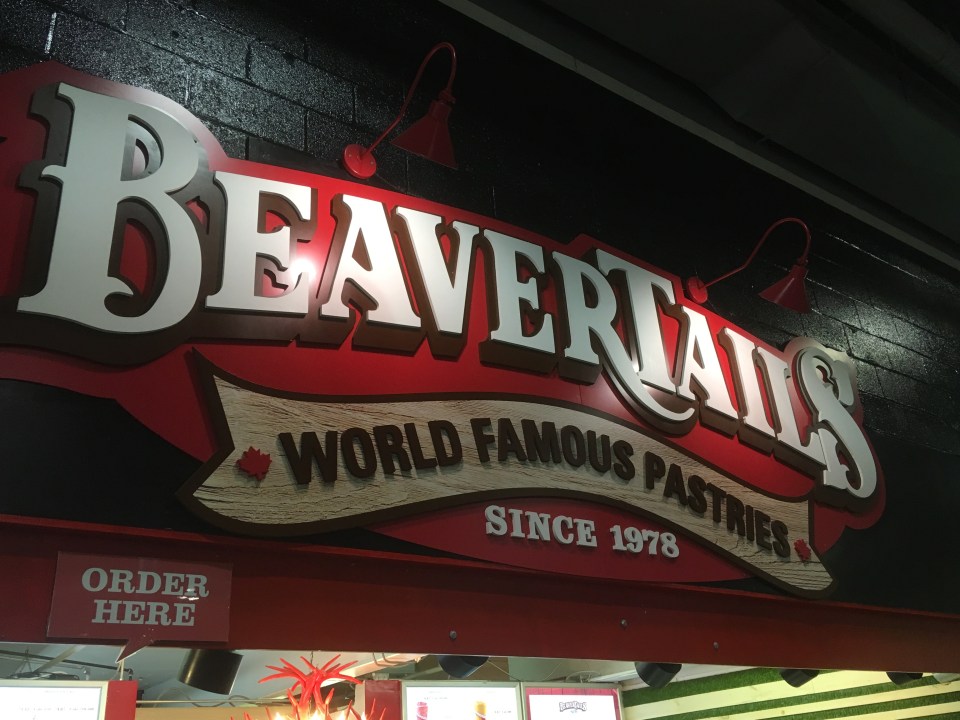 BEAVERTAILS
WORLD FAMOUS PASTRIES
SINCE 1978
ORDER
HERE